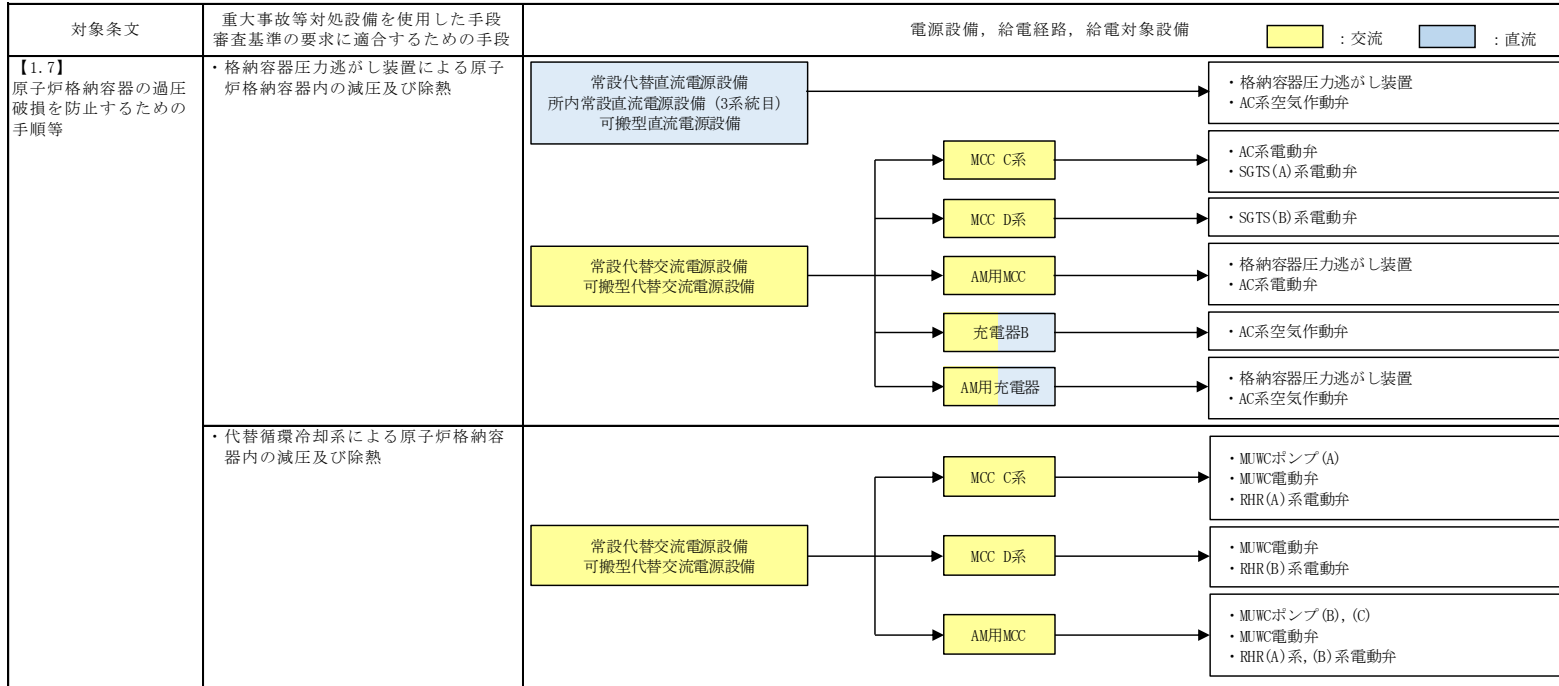 対象条文
重大事故等対処設備を使用した手段
審査基準の要求に適合するための手段
電源設備，給電経路，給電対象設備
：交流
：直流
【1.7】
原子炉格納容器の過圧
破損を防止するための
手順等
・格納容器圧力逃がし装置による原子
炉格納容器内の減圧及び除熱
常設代替直流電源設備
所内常設直流電源設備（3系統目）
可搬型直流電源設備
・格納容器圧力逃がし装置
・AC系空気作動弁
常設代替交流電源設備
可搬型代替交流電源設備
MCC C系
・AC系電動弁
・SGTS(A)系電動弁
MCC D系
・SGTS(B)系電動弁
AM用MCC
・格納容器圧力逃がし装置
・AC系電動弁
充電器B
・AC系空気作動弁
AM用充電器
・格納容器圧力逃がし装置
・AC系空気作動弁
・代替循環冷却系による原子炉格納容
器内の減圧及び除熱
常設代替交流電源設備
可搬型代替交流電源設備
MCC C系
・MUWCポンプ(A)
・MUWC電動弁
・RHR(A)系電動弁
MCC D系
・MUWC電動弁
・RHR(B)系電動弁
AM用MCC
・MUWCポンプ(B),(C)
・MUWC電動弁
・RHR(A)系,(B)系電動弁